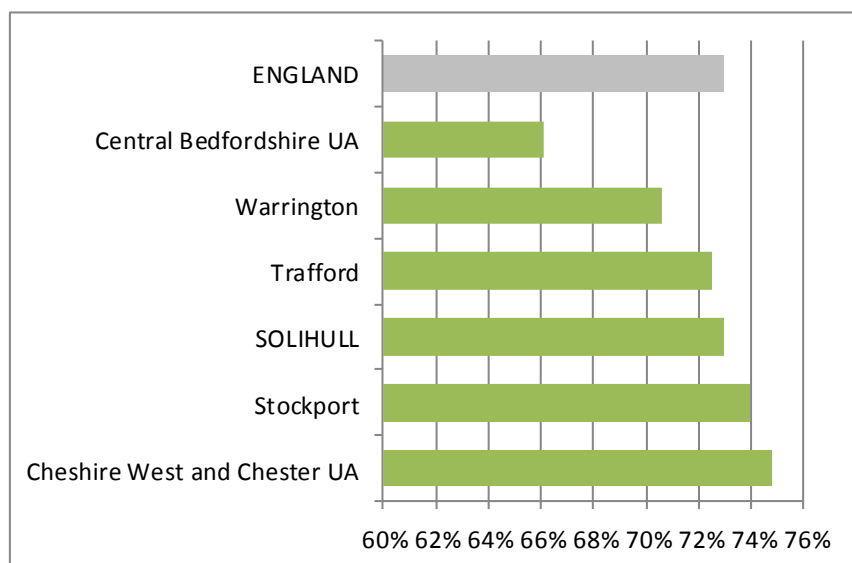 ENGLAND
Central Bedfordshire UA
Warrington
Trafford
SOLIHULL
Stockport
Cheshire West and Chester UA
60% 62% 64% 66% 68% 70% 72% 74% 76%